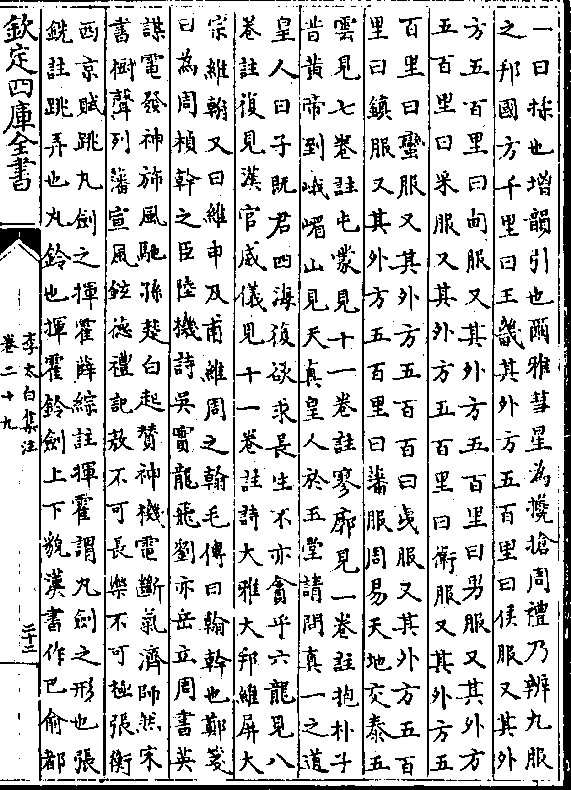 一曰掃也增韻引也爾雅彗星為攙搶周禮乃辨九服
之邦國方千里曰王畿其外方五百里曰侯服又其外
方五百里曰甸服又其外方五百里曰男服又其外方
五百里曰采服又其外方五百里曰衛服又其外方五
百里曰蠻服又其外方五百百曰夷服又其外方五百
里曰鎮服又其外方五百里曰藩服周易天地交泰五
雲見七卷註屯蒙見十一卷註寥廓見一卷註抱朴子
昔黃帝到峨嵋山見天真皇人於玉堂請問真一之道
皇人曰子既君四海復欲求長生不亦貪乎六龍見八
卷註復見漢官威儀見十一卷註詩大雅大邦維屏大
宗維翰又曰維申及甫維周之翰毛傳曰翰幹也鄭箋
曰為周楨幹之臣陸機詩吳實龍飛劉亦岳立周書英
謀電發神旆風馳孫楚白起贊神機電斷氣濟師然宋
書樹聲列藩宣風鉉德禮記敖不可長樂不可極張衡
西京賦跳丸劍之揮霍薛綜註揮霍謂丸劍之形也張
銑註跳弄也丸鈴也揮霍鈴劍上下貌漢書作巴俞都
欽定四庫全書
李太白集注
卷二十九
二十二